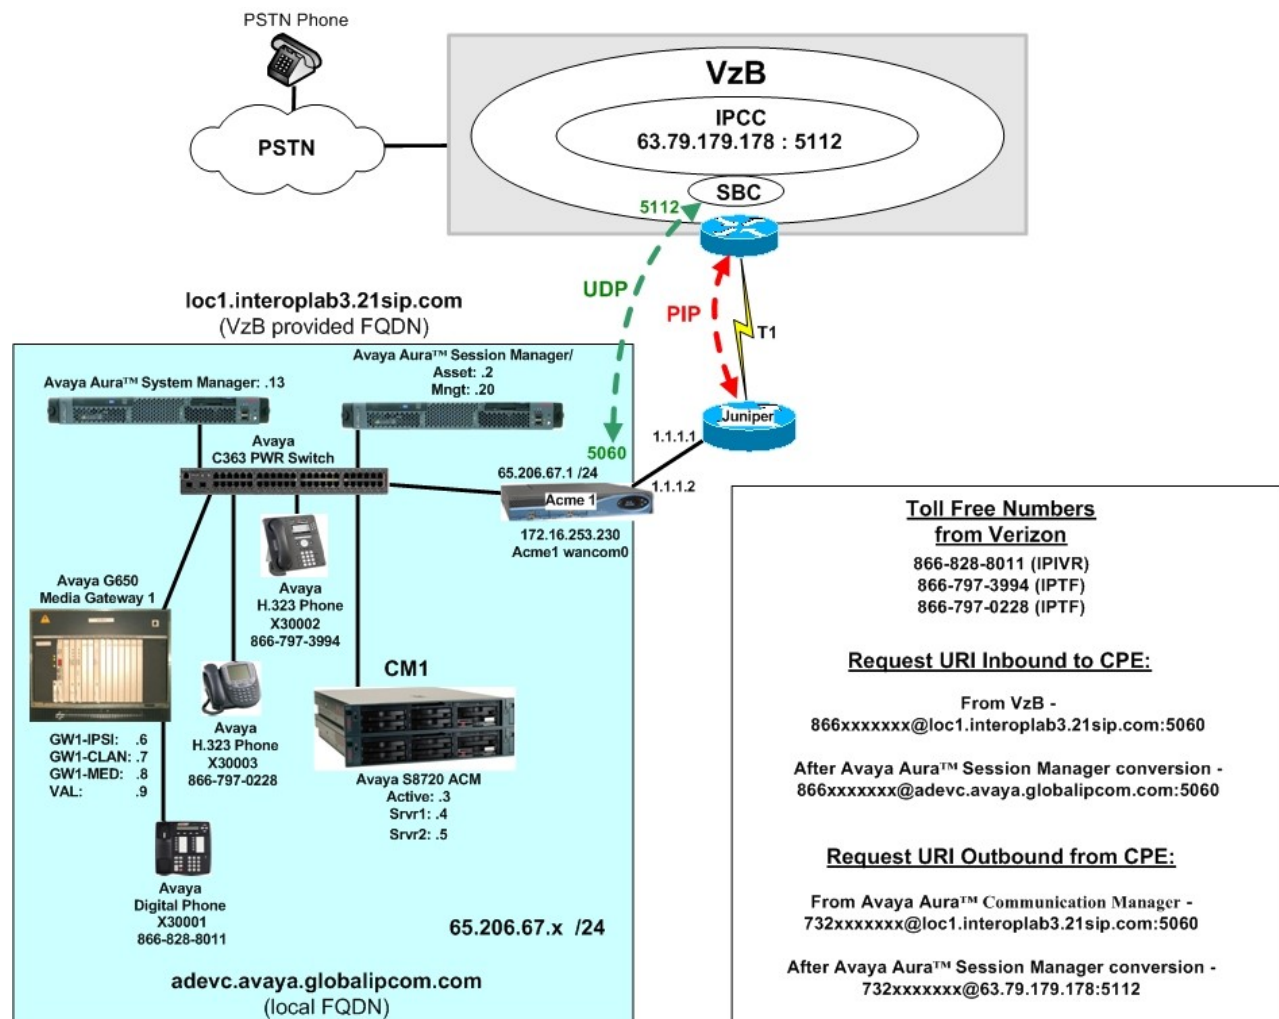 PSTN Phone
PSTN
VzB
IPCC
63.79.179.178 : 5112
SBC
5112
UDP
PIP
T1
loc1.interoplab3.21sip.com
(VzB provided FQDN)
Avaya Aura™ System Manager: .13
Avaya Aura™ Session Manager/
Asset: .2
Mngt: .20
Juniper
5060
1.1.1.1
1.1.1.2
Avaya
C363 PWR Switch
65.206.67.1 /24
Acme 1
172.16.253.230
Acme1 wancom0
Avaya G650
Media Gateway 1
Avaya
H.323 Phone
X30002
866-797-3994
CM1
Avaya
H.323 Phone
X30003
866-797-0228
GW1-IPSI: .6
GW1-CLAN: .7
GW1-MED: .8
VAL: .9
Avaya S8720 ACM
Active: .3
Srvr1: .4
Srvr2: .5
Avaya
Digital Phone
X30001
866-828-8011
65.206.67.x /24
adevc.avaya.globalipcom.com
(local FQDN)
Toll Free Numbers
from Verizon
866-828-8011 (IPIVR)
866-797-3994 (IPTF)
866-797-0228 (IPTF)
Request URI Inbound to CPE:
From VzB -
866xxxxxxx@loc1.interoplab3.21sip.com:5060
After Avaya Aura™ Session Manager conversion -
866xxxxxxx@adevc.avaya.globalipcom.com:5060
Request URI Outbound from CPE:
From Avaya Aura™ Communication Manager -
732xxxxxxx@loc1.interoplab3.21sip.com:5060
After Avaya Aura™ Session Manager conversion -
732xxxxxxx@63.79.179.178:5112